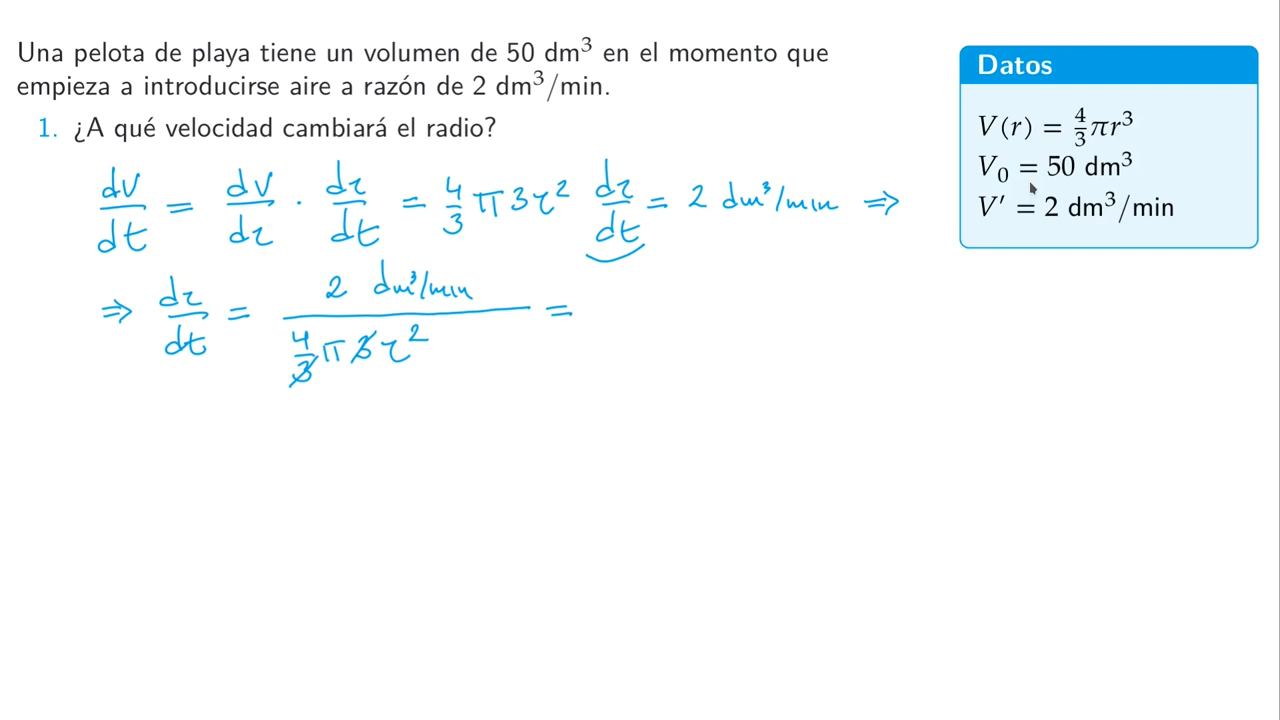 Una pelota de playa tiene un volumen de 50 dm³ en el momento que
empieza a introducirse aire a razón de 2 dm³/min.
1. ¿A qué velocidad cambiará el radio?
dV/dt = dV/dr · dr/dt = 4/3 π 3r² dr/dt = 2 dm³/min ⇒
⇒ dr/dt = 2 dm³/min / (4/3 π 3 r²) =
Datos
V(r) = 4/3 πr³
V₀ = 50 dm³
V′ = 2 dm³/min